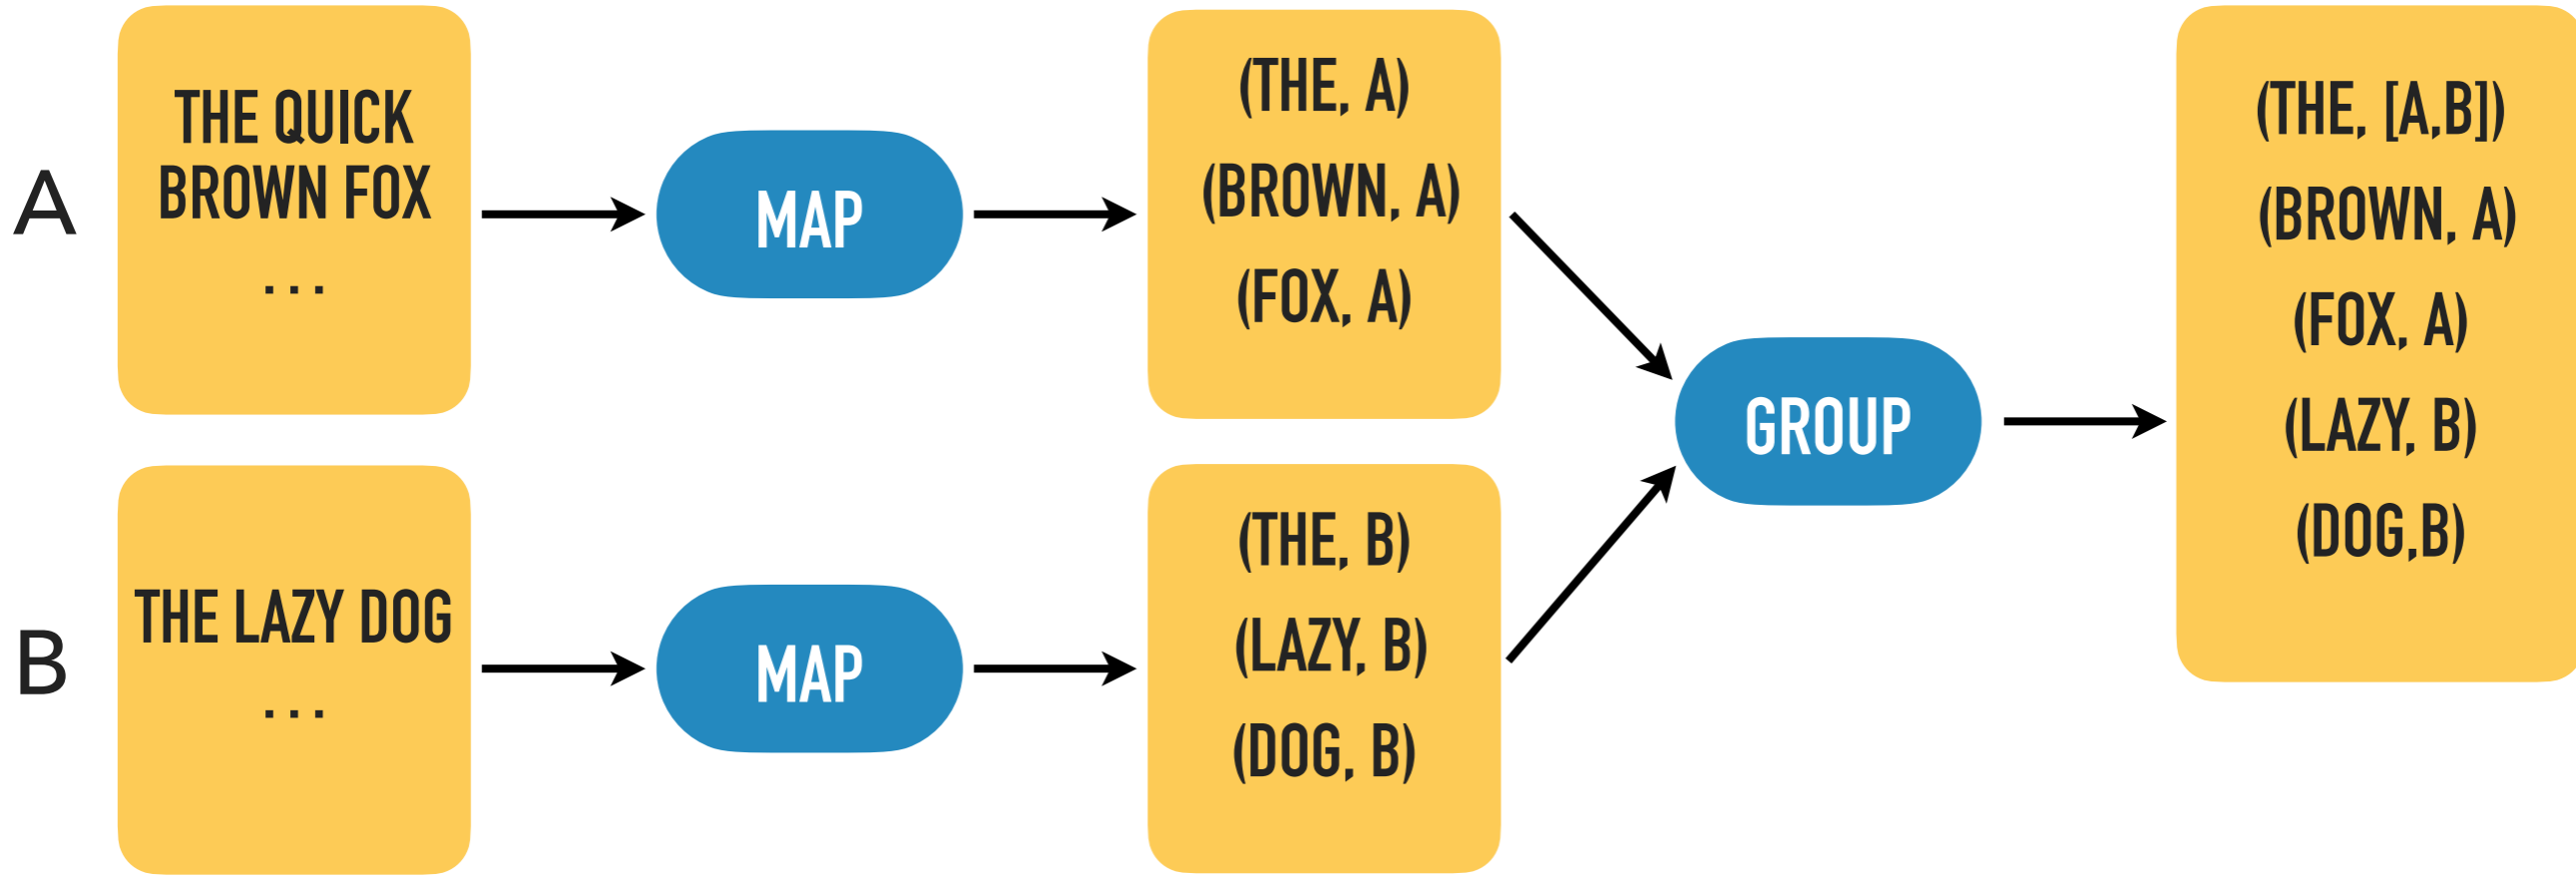 A
THE QUICK
BROWN FOX
...
MAP
(THE, A)
(BROWN, A)
(FOX, A)
B
THE LAZY DOG
...
MAP
(THE, B)
(LAZY, B)
(DOG, B)
GROUP
(THE, [A,B])
(BROWN, A)
(FOX, A)
(LAZY, B)
(DOG,B)